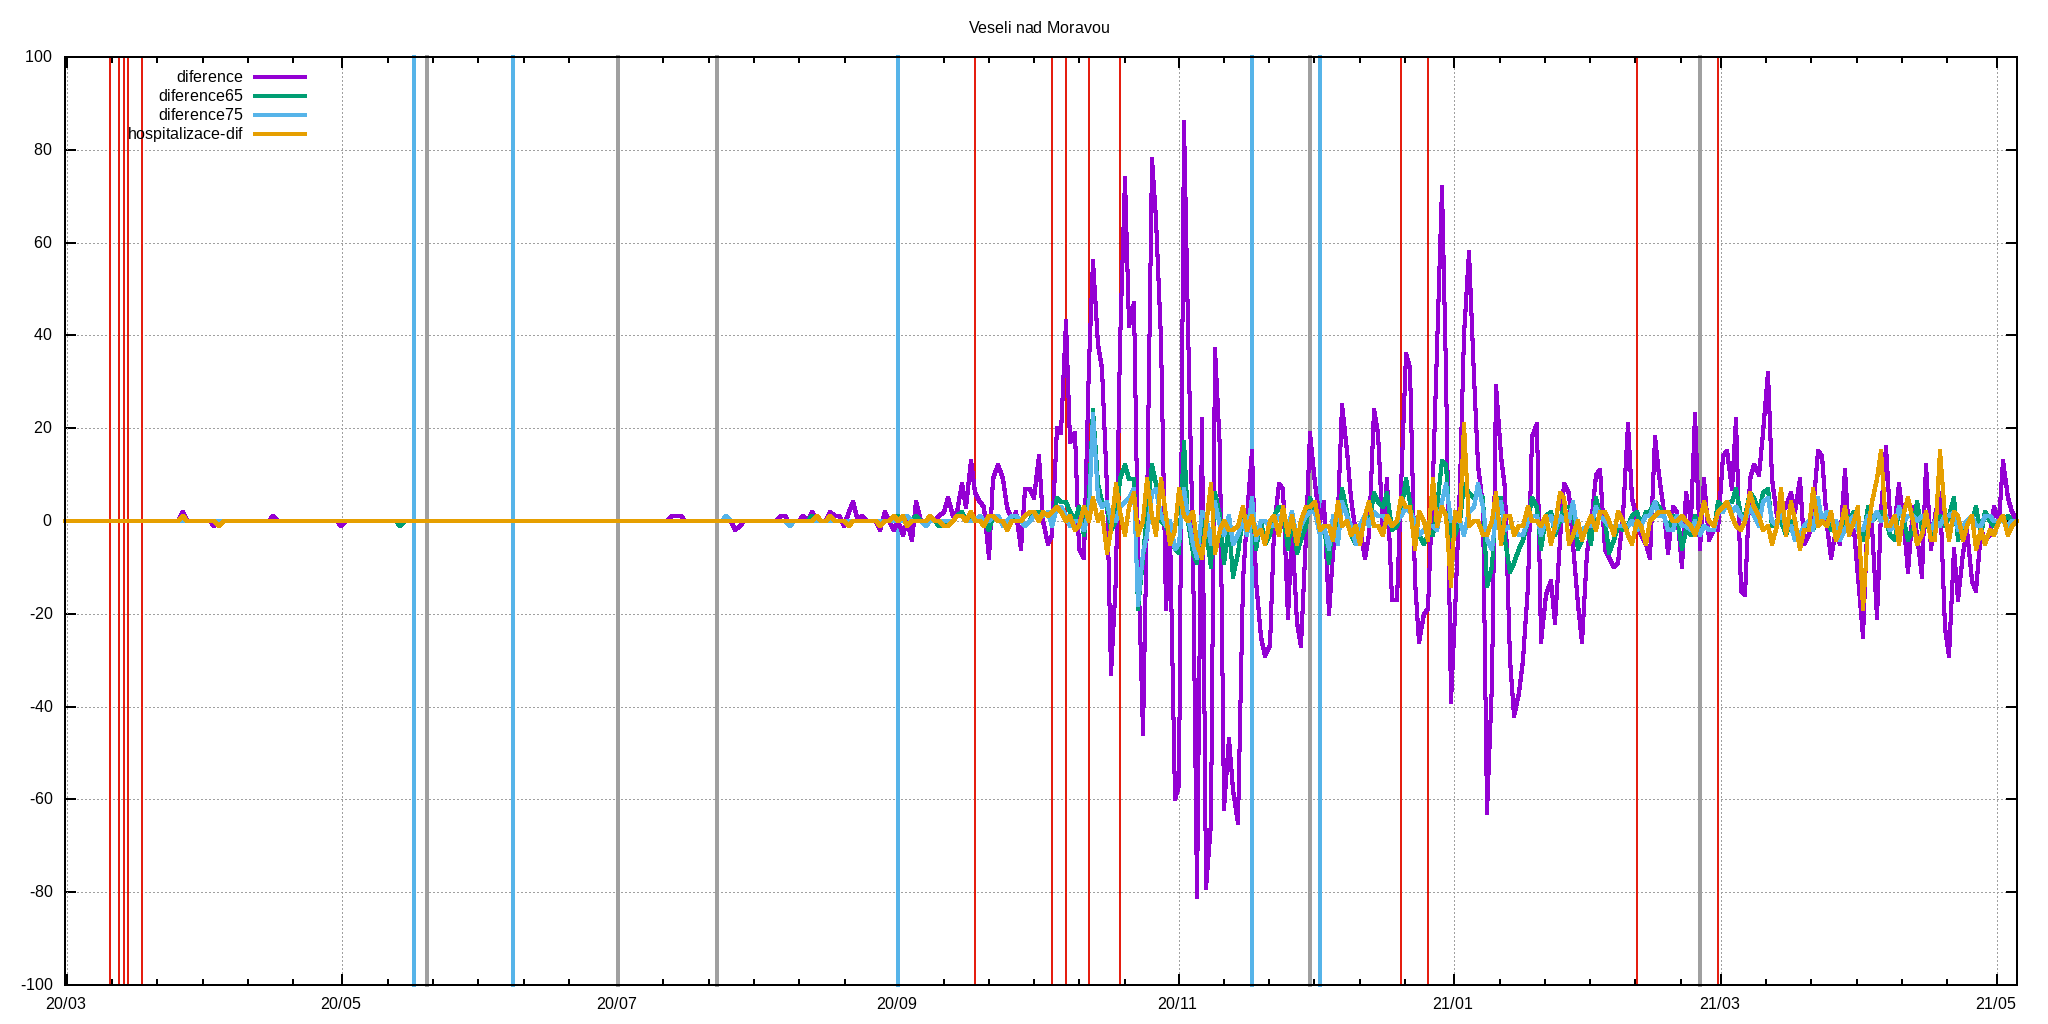 Veseli nad Moravou
100
80
60
40
20
0
-20
-40
-60
-80
-100
diference
diference65
diference75
hospitalizace-dif
20/03 20/05 20/07 20/09 20/11 21/01 21/03 21/05